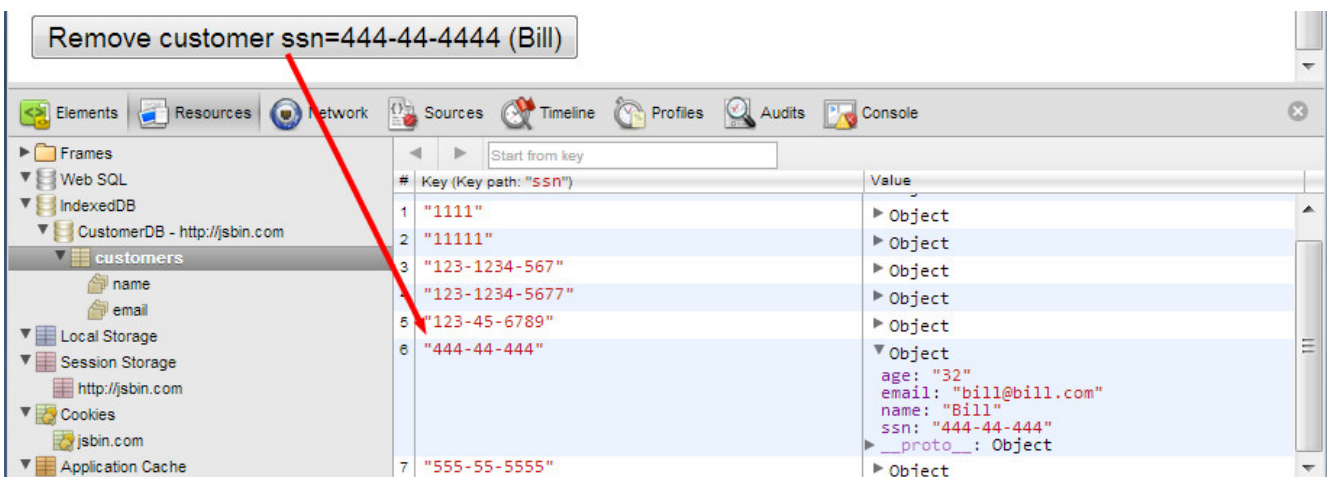 Remove customer ssn=444-44-4444 (Bill)
Elements Resources Network Sources Timeline Profiles Audits Console
Frames
Web SQL
IndexedDB
CustomerDB - http://jsbin.com
customers
name
email
Local Storage
Session Storage
http://jsbin.com
Cookies
jsbin.com
Application Cache
Start from key
# Key (Key path: "ssn") Value
1 "1111" Object
2 "11111" Object
3 "123-1234-567" Object
4 "123-1234-5677" Object
5 "123-45-6789" Object
6 "444-44-444" Object
age: "32"
email: "bill@bill.com"
name: "Bill"
ssn: "444-44-444"
__proto__: Object
7 "555-55-5555" Object